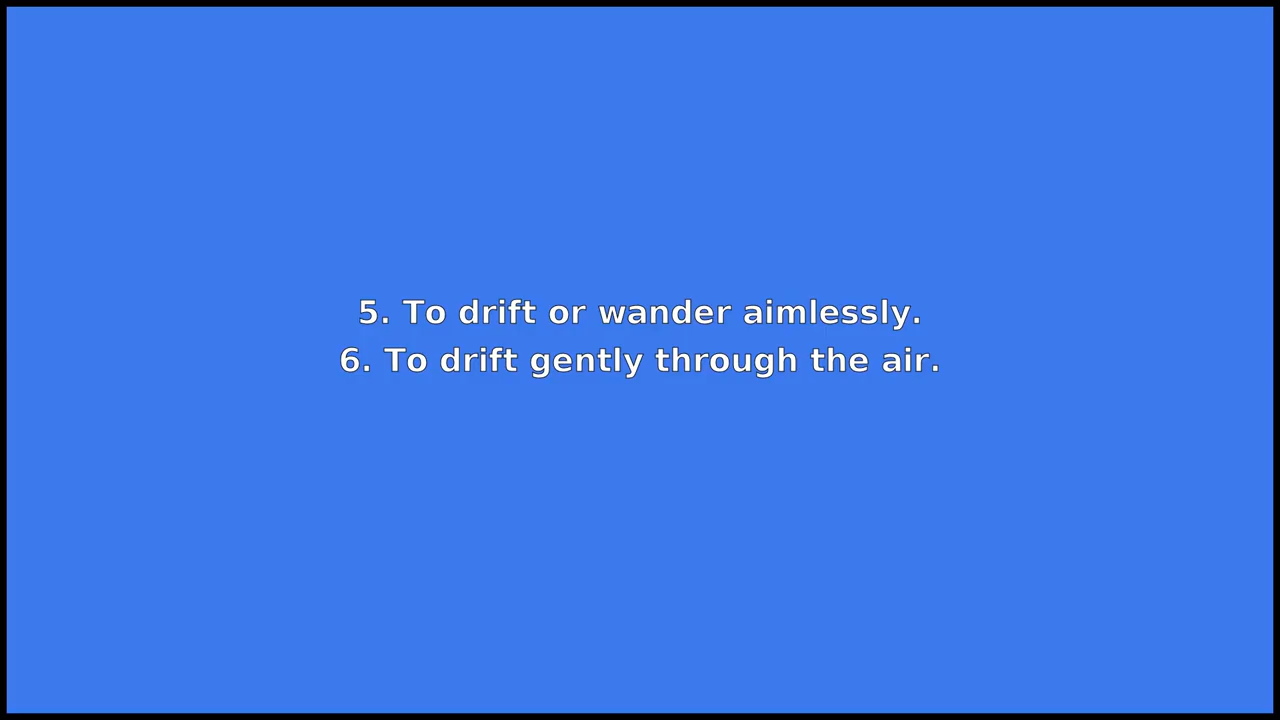 5. To drift or wander aimlessly.
6. To drift gently through the air.